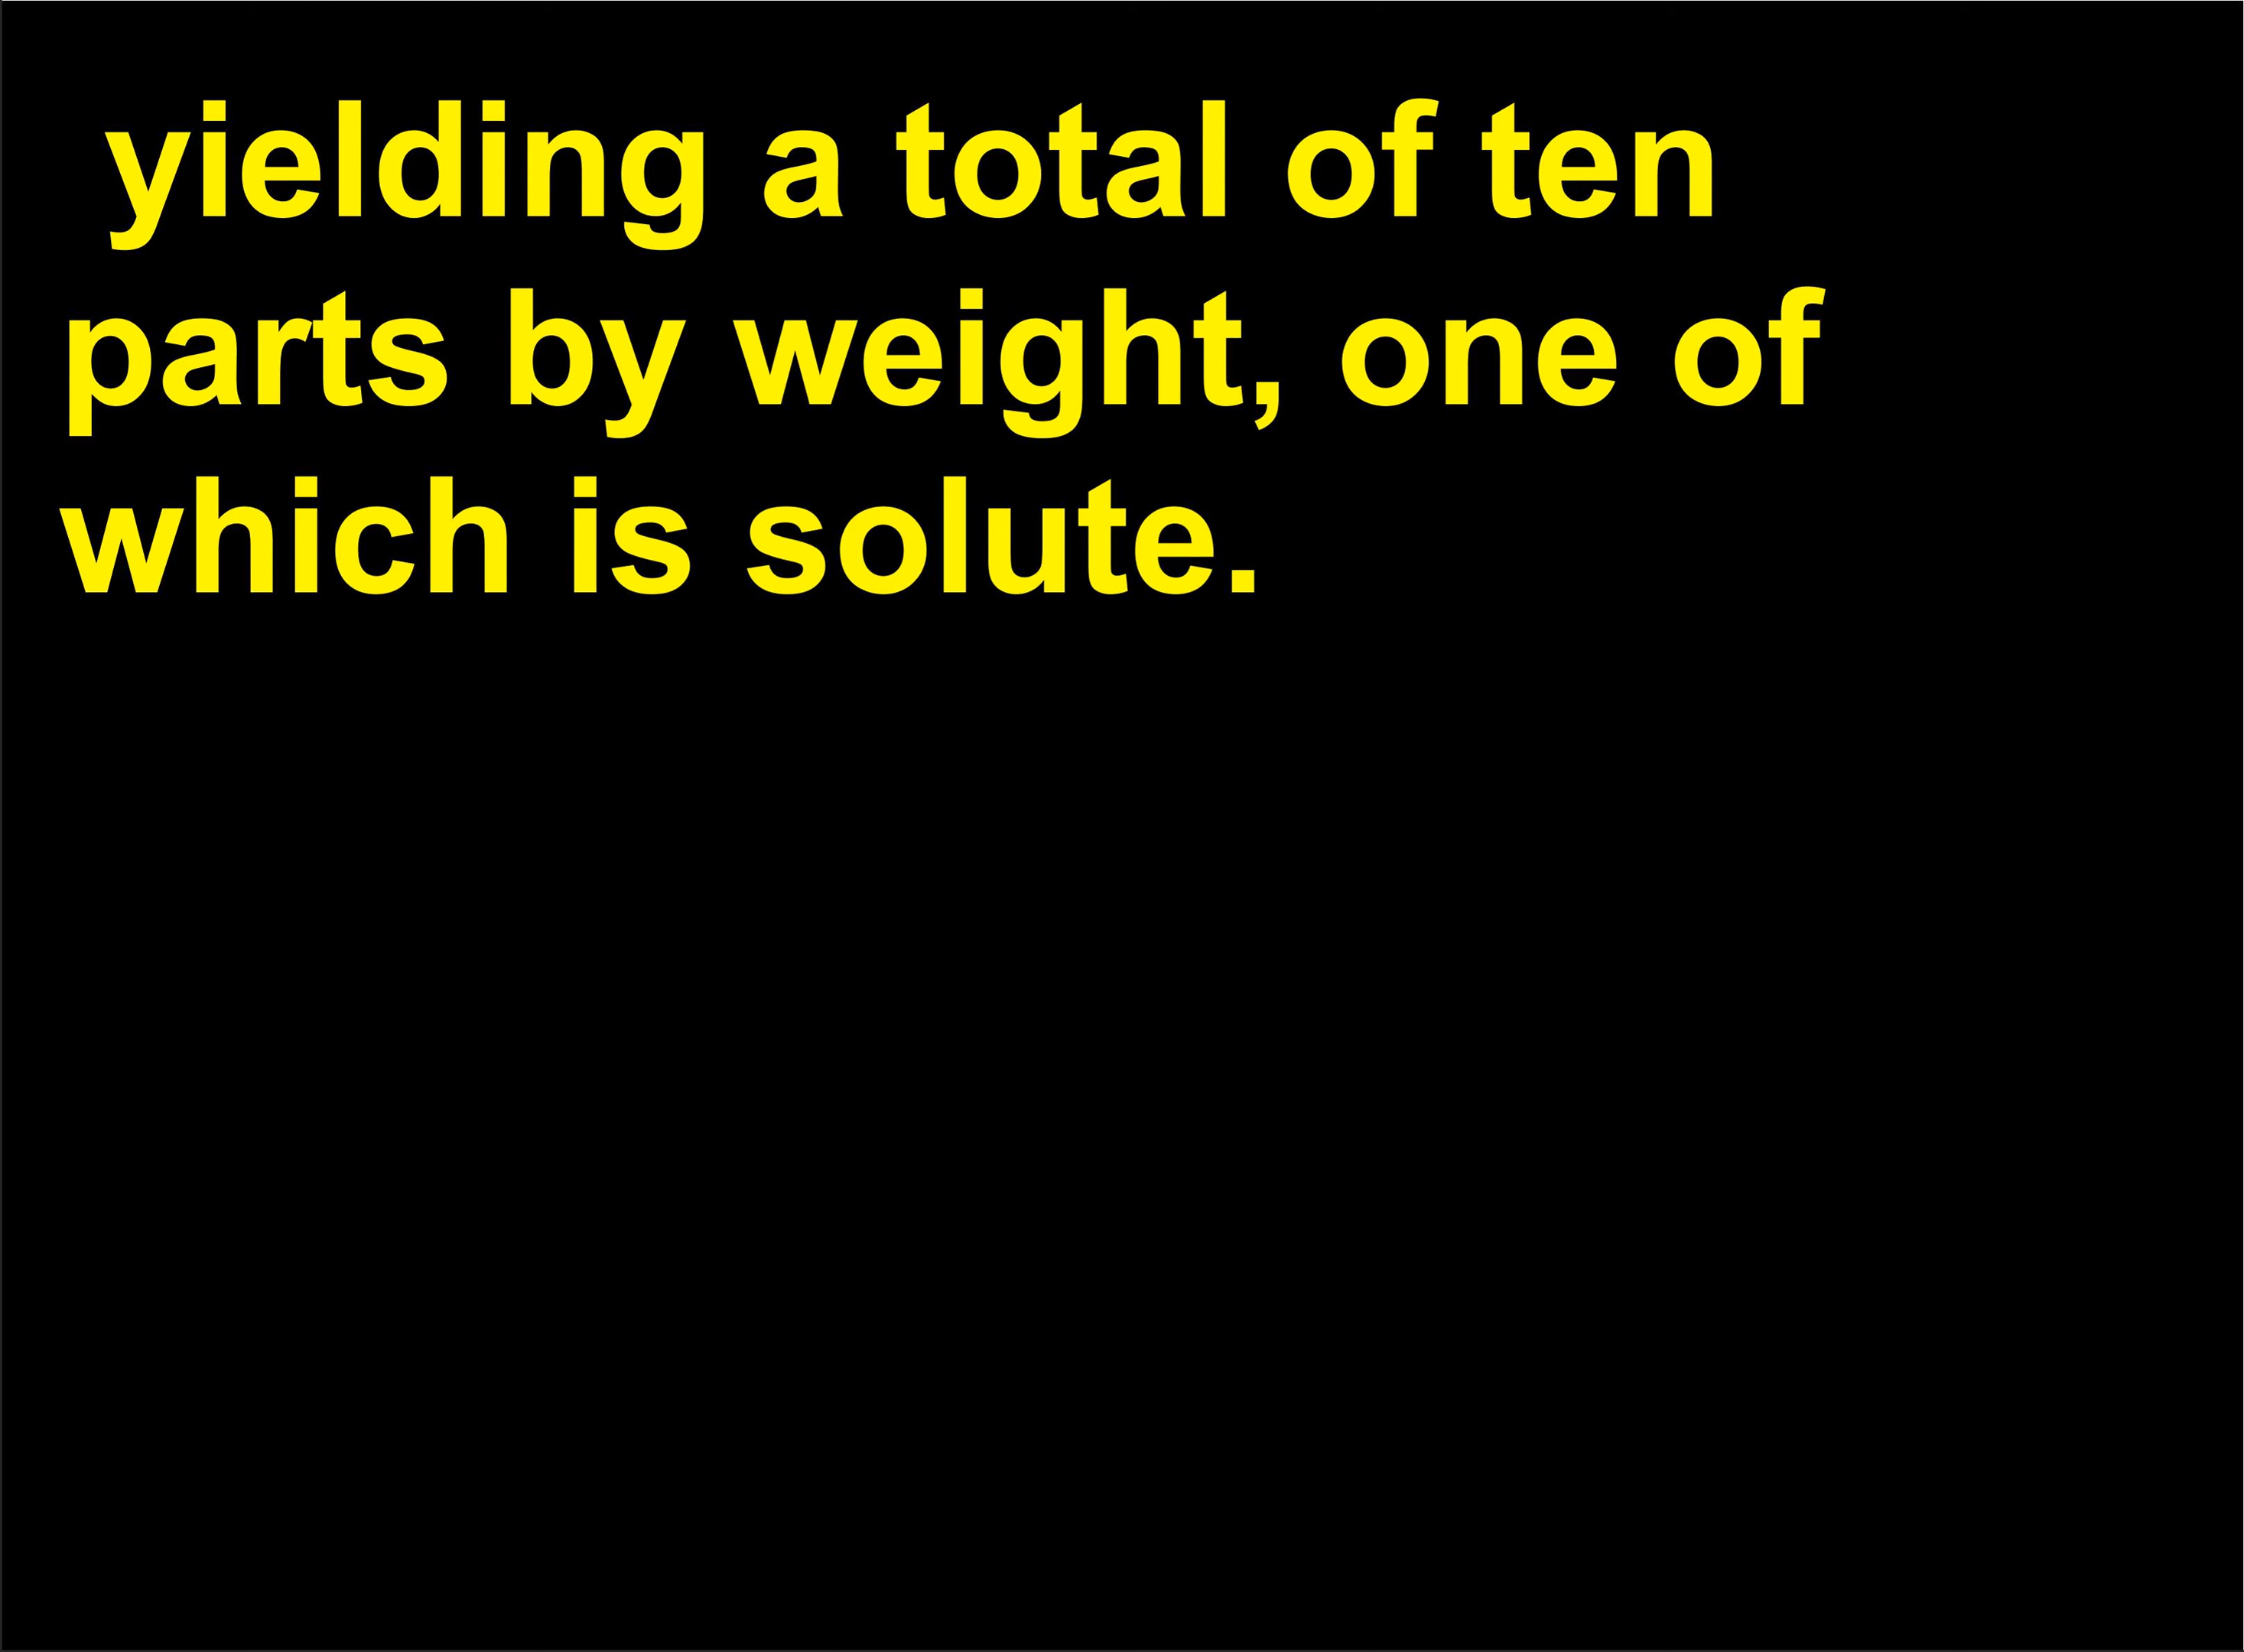 yielding a total of ten
parts by weight, one of
which is solute.